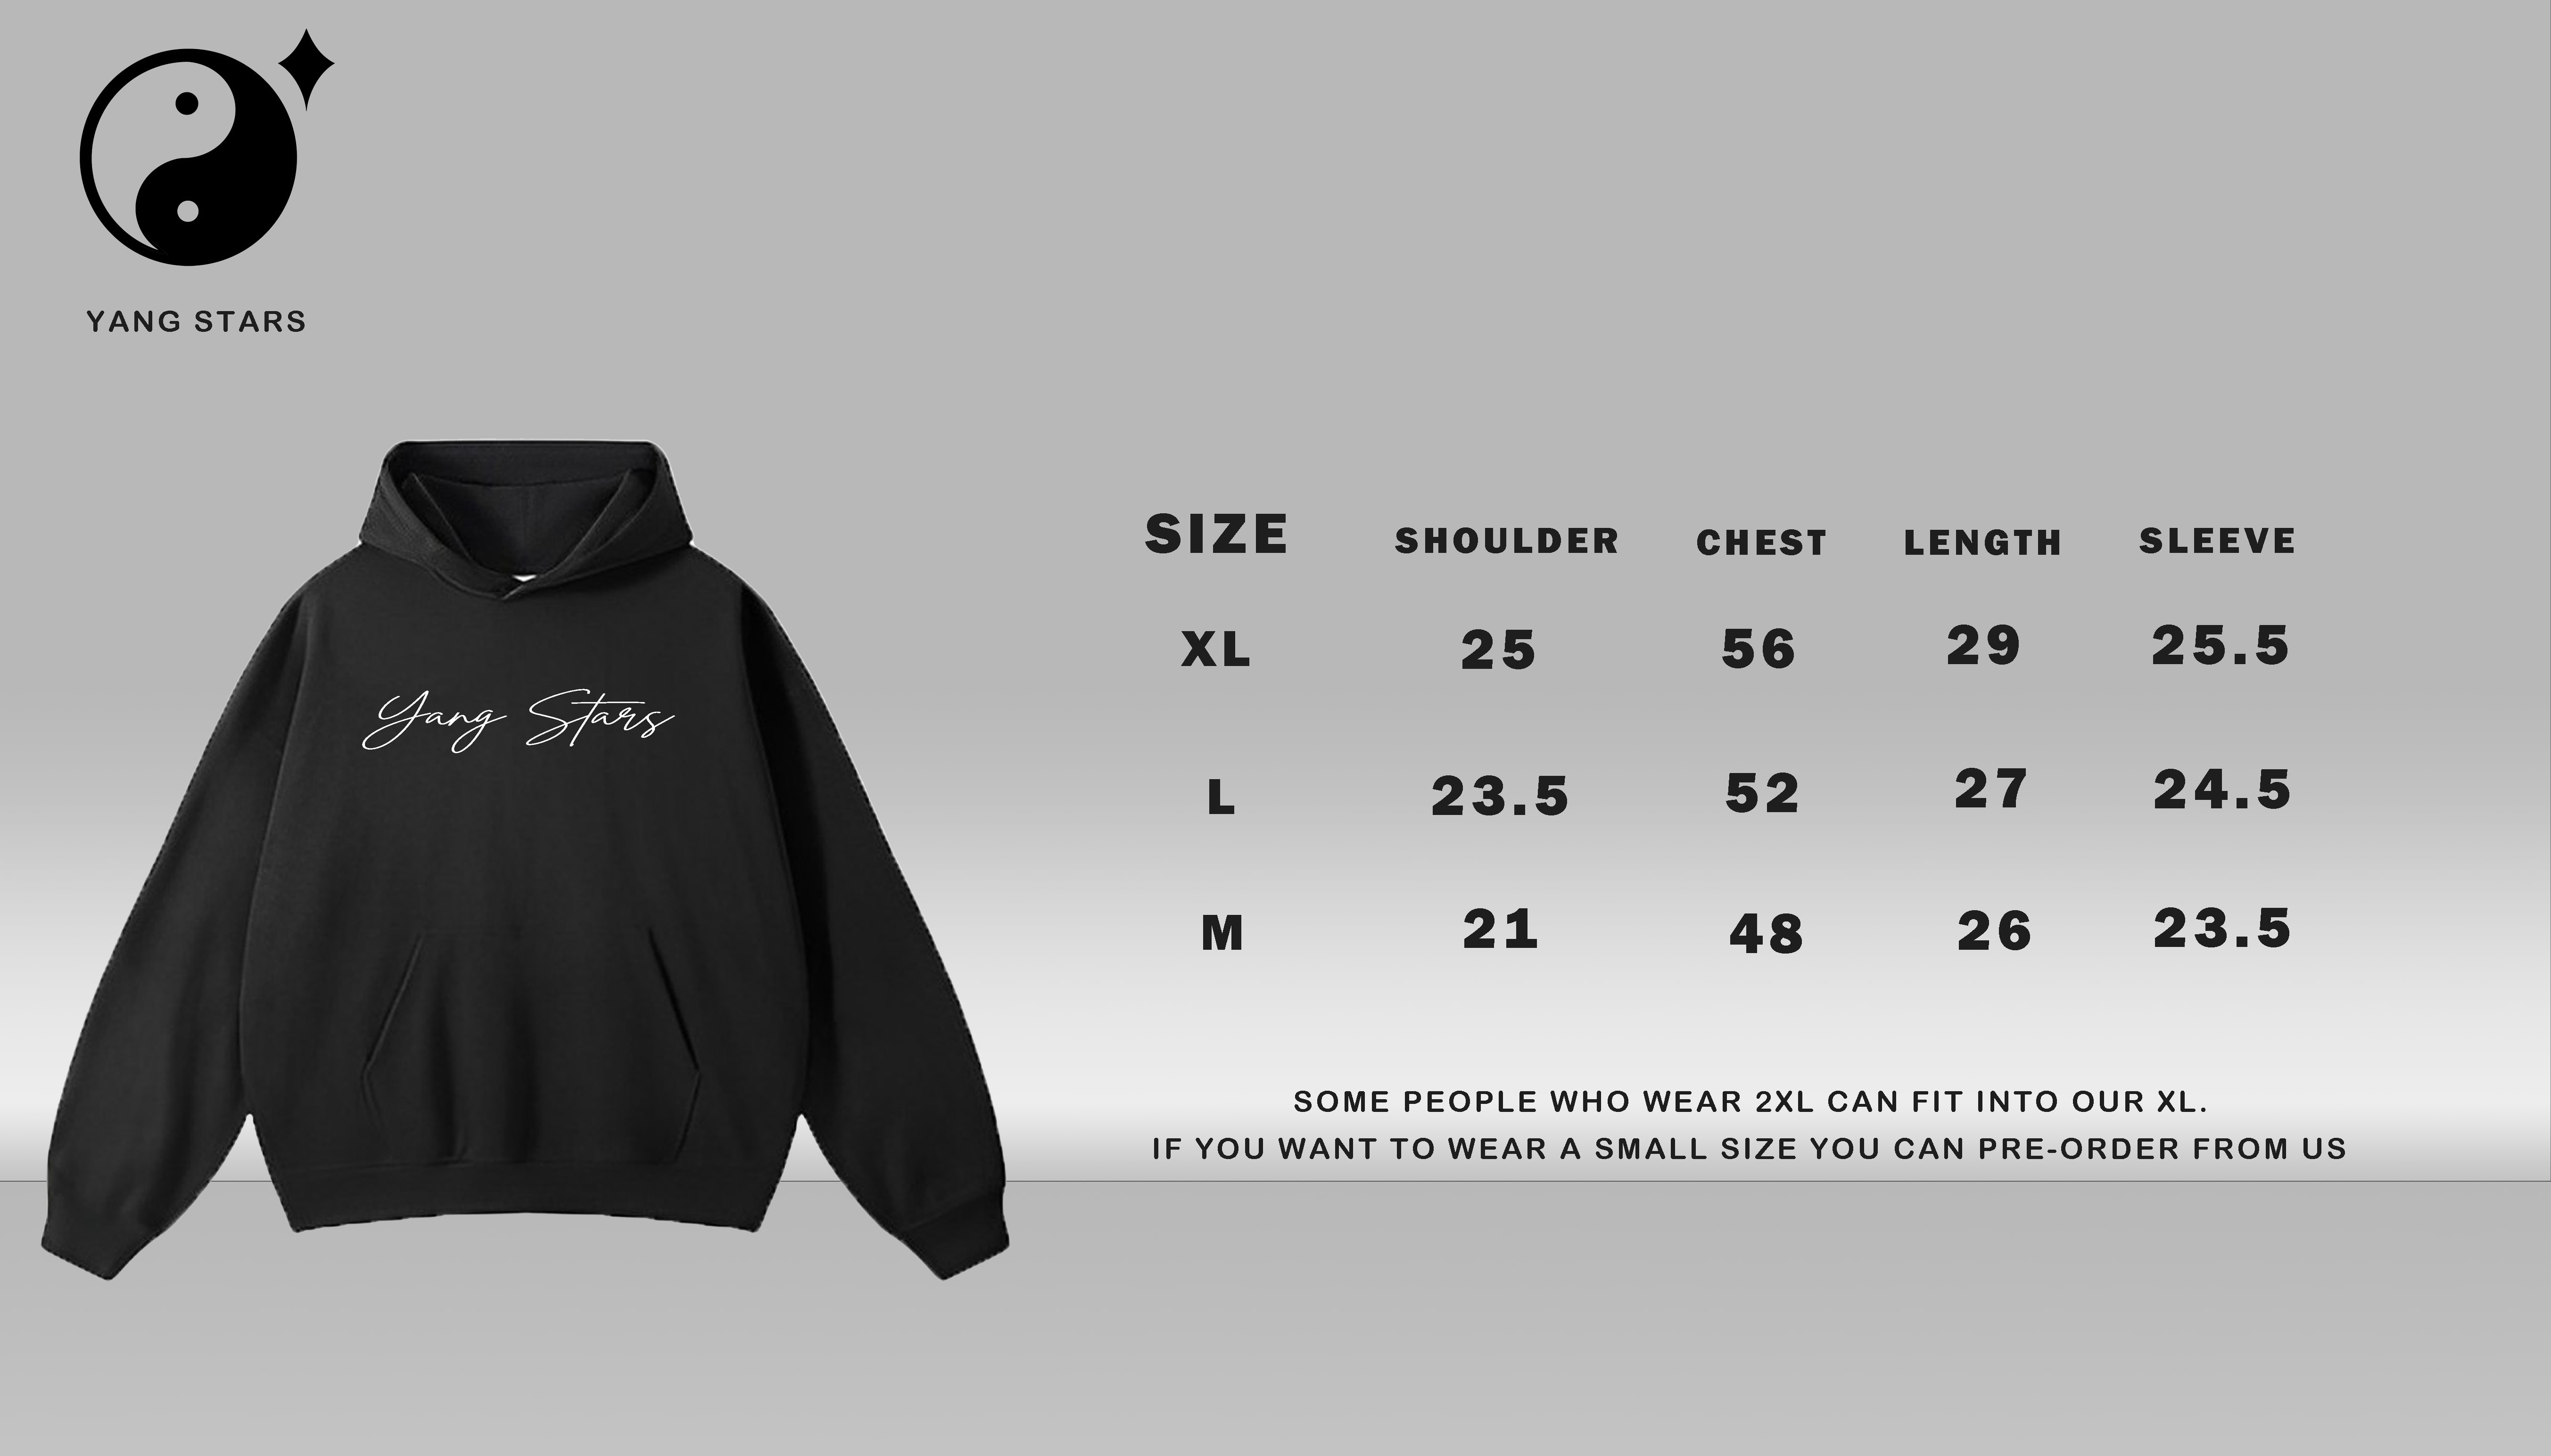 YANG STARS
Yang Stars
SIZE SHOULDER CHEST LENGTH SLEEVE
XL 25 56 29 25.5
L 23.5 52 27 24.5
M 21 48 26 23.5
SOME PEOPLE WHO WEAR 2XL CAN FIT INTO OUR XL.
IF YOU WANT TO WEAR A SMALL SIZE YOU CAN PRE-ORDER FROM US